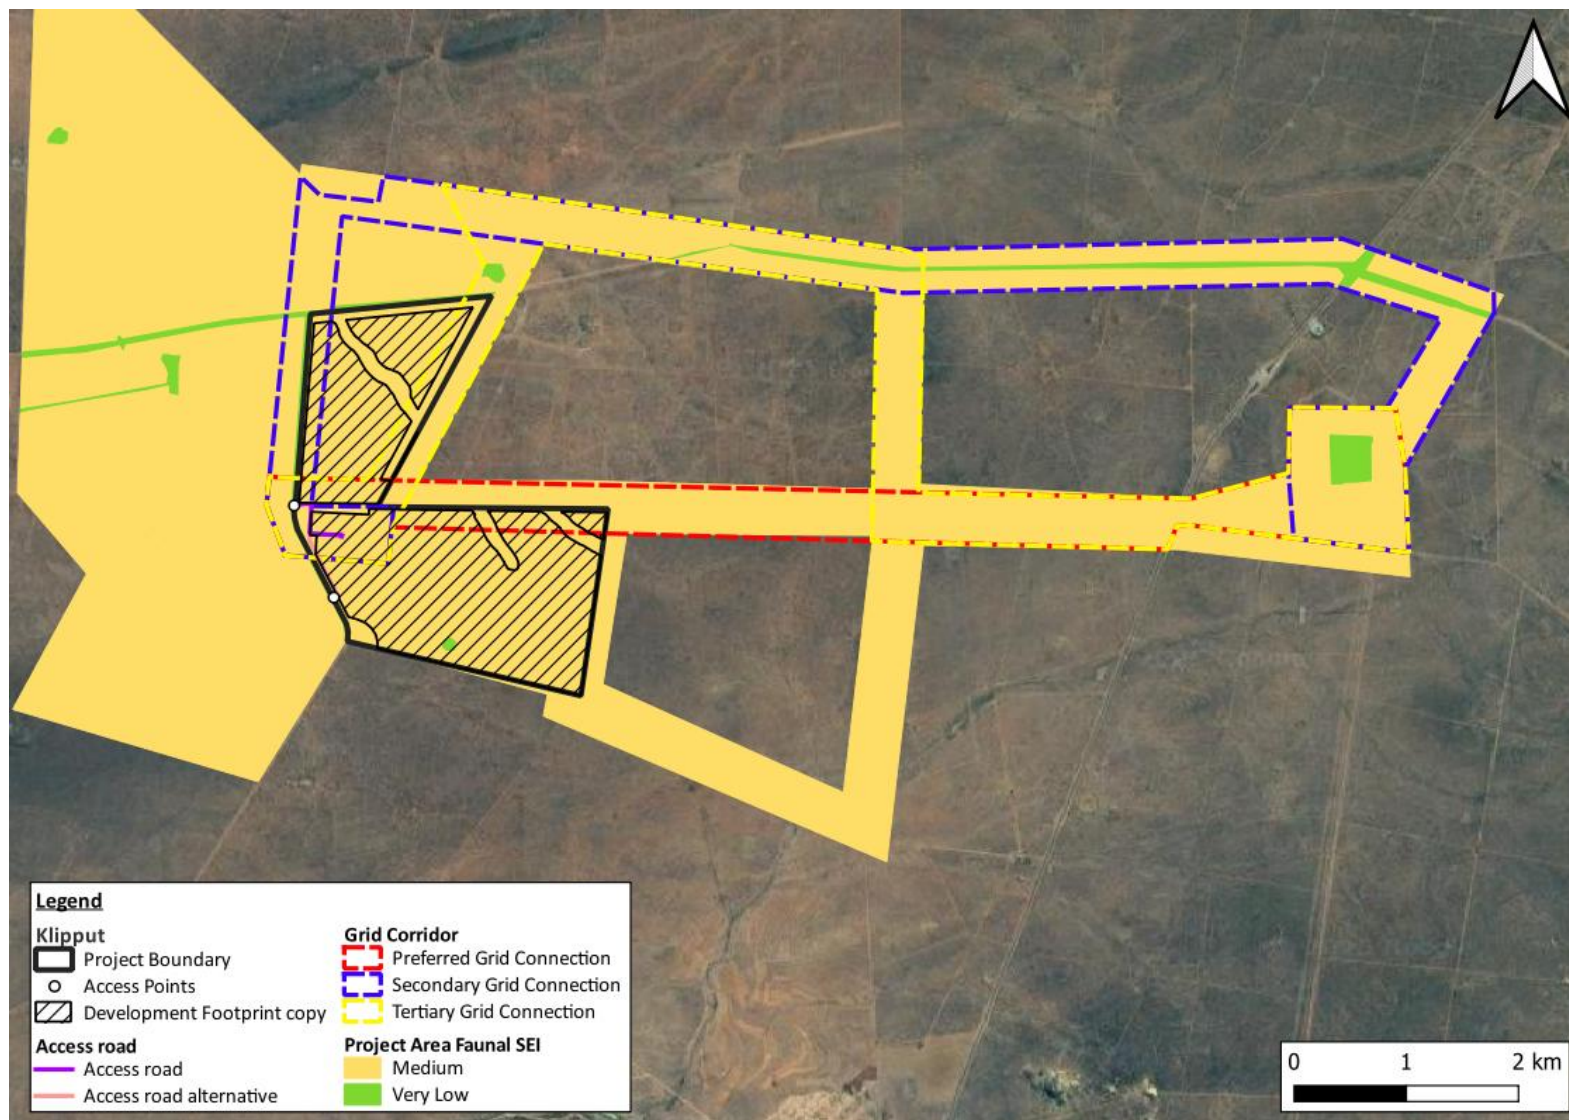 Legend
Klipput
Project Boundary
Access Points
Development Footprint copy
Access road
Access road
Access road alternative
Grid Corridor
Preferred Grid Connection
Secondary Grid Connection
Tertiary Grid Connection
Project Area Faunal SEI
Medium
Very Low
0 1 2 km